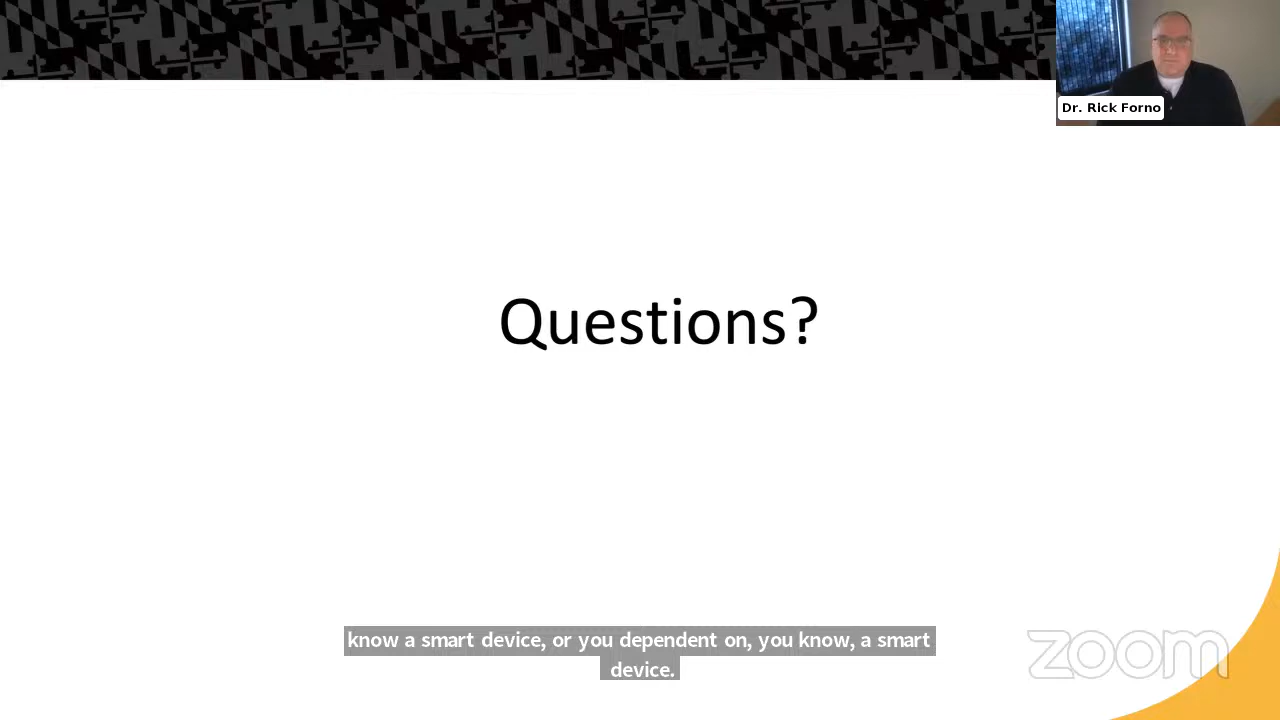 Dr. Rick Forno
Questions?
know a smart device, or you dependent on, you know, a smart
device.
zoom